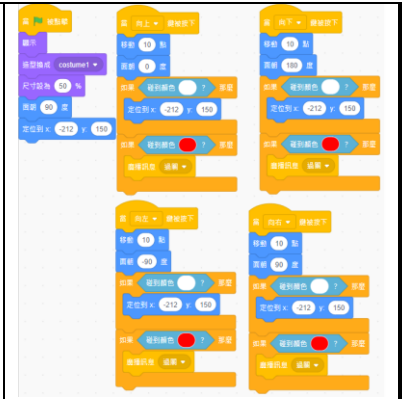 當 被點擊
顯示
造型換成 costume1
尺寸設為 50 %
面朝 90 度
定位到 x: -212 y: 150
當 向上 鍵被按下
移動 10 點
面朝 0 度
如果 碰到顏色 ? 那麼
定位到 x: -212 y: 150
如果 碰到顏色 ? 那麼
廣播訊息 過關
當 向下 鍵被按下
移動 10 點
面朝 180 度
如果 碰到顏色 ? 那麼
定位到 x: -212 y: 150
如果 碰到顏色 ? 那麼
廣播訊息 過關
當 向左 鍵被按下
移動 10 點
面朝 -90 度
如果 碰到顏色 ? 那麼
定位到 x: -212 y: 150
如果 碰到顏色 ? 那麼
廣播訊息 過關
當 向右 鍵被按下
移動 10 點
面朝 90 度
如果 碰到顏色 ? 那麼
定位到 x: -212 y: 150
如果 碰到顏色 ? 那麼
廣播訊息 過關